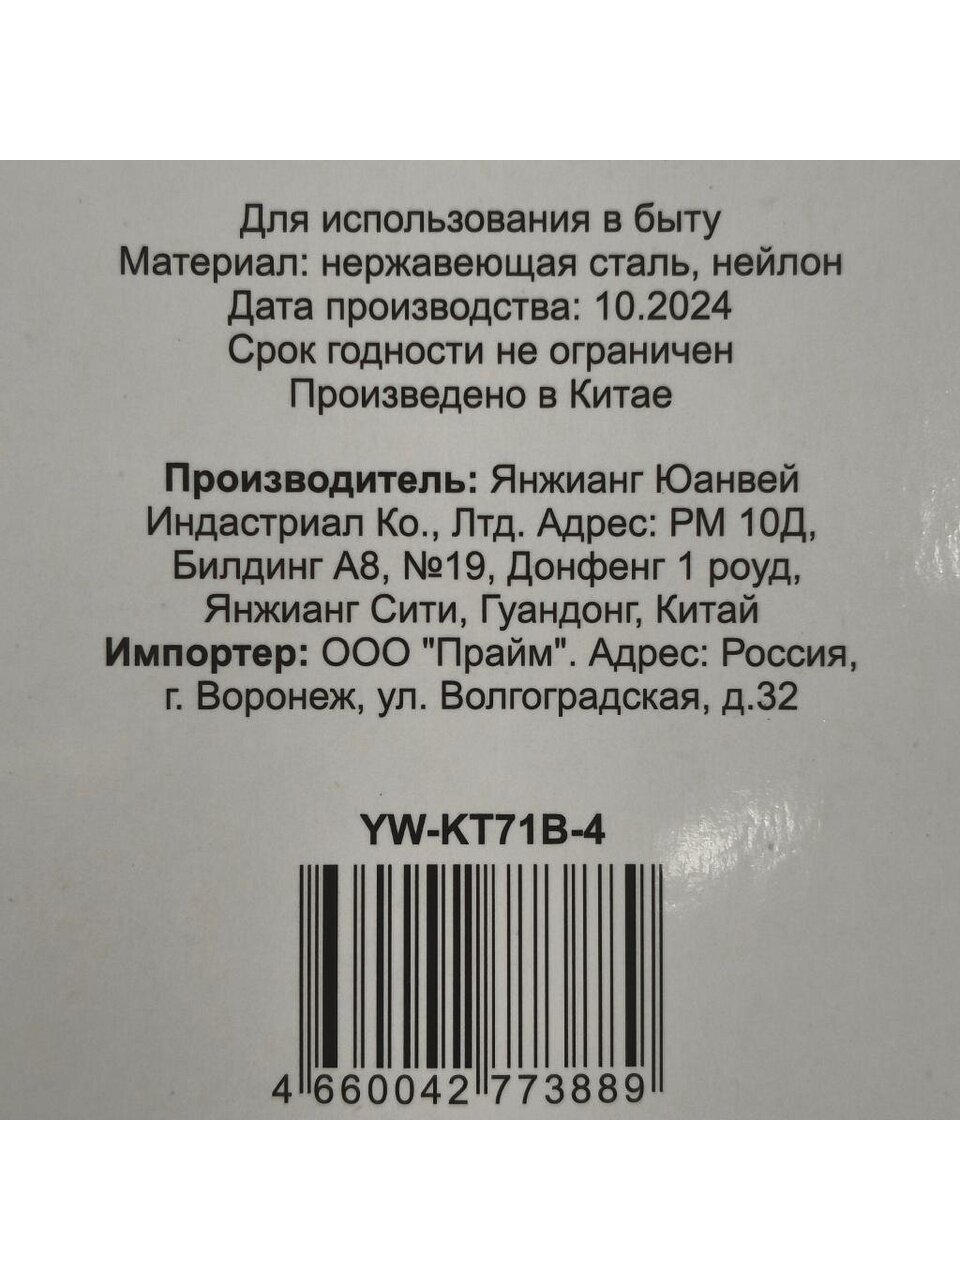 Для использования в быту
Материал: нержавеющая сталь, нейлон
Дата производства: 10.2024
Срок годности не ограничен
Произведено в Китае
Производитель: Янжианг Юанвей
Индастриал Ко., Лтд. Адрес: РМ 10Д,
Билдинг А8, №19, Донфенг 1 роуд,
Янжианг Сити, Гуандонг, Китай
Импортер: ООО "Прайм". Адрес: Россия,
г. Воронеж, ул. Волгоградская, д.32
YW-KT71B-4
4 660042 773889